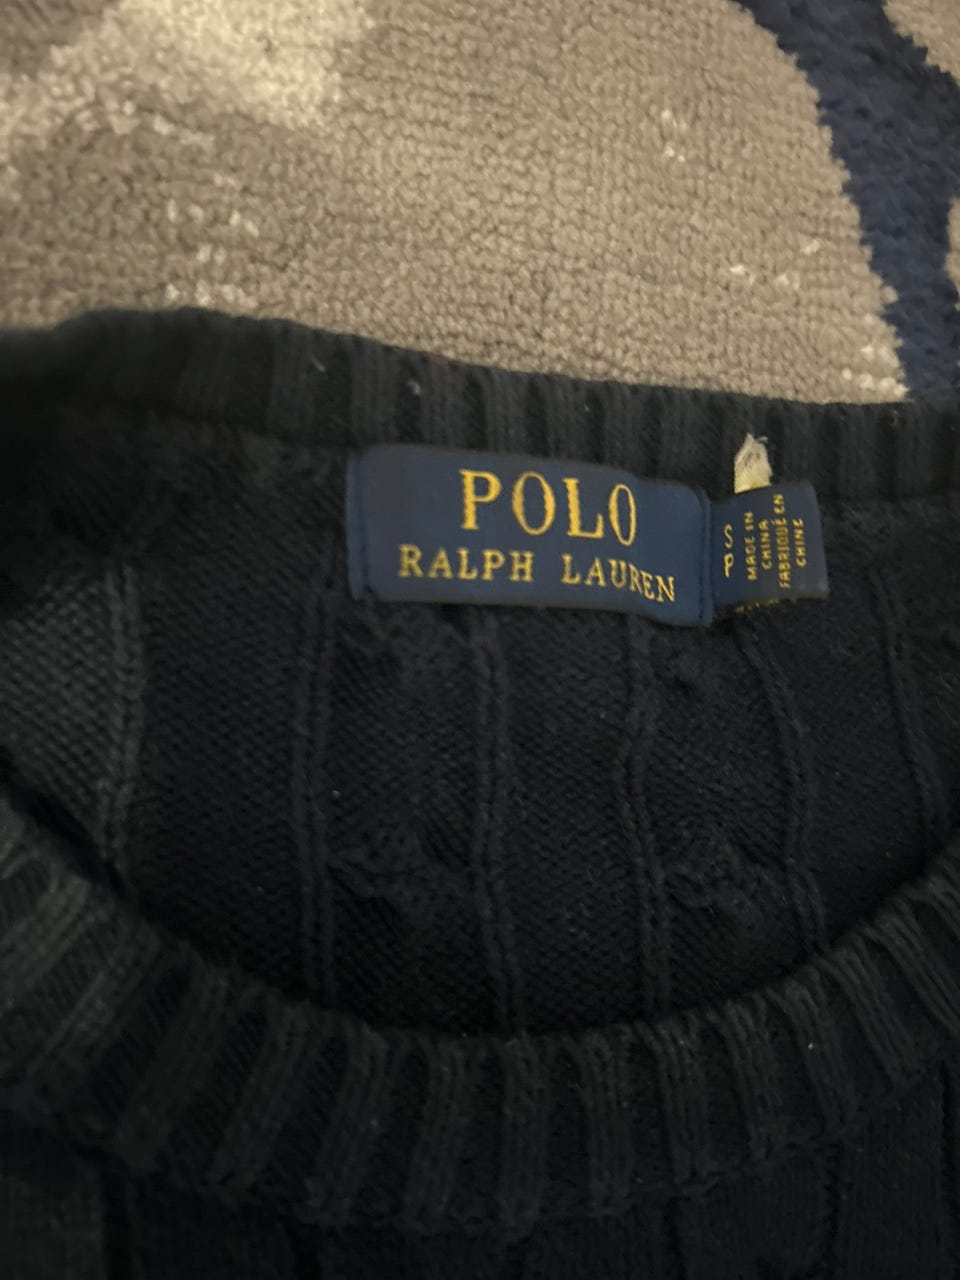 POLO
RALPH LAUREN
S
P
MADE IN
CHINA
FABRIQUÉ EN
CHINE